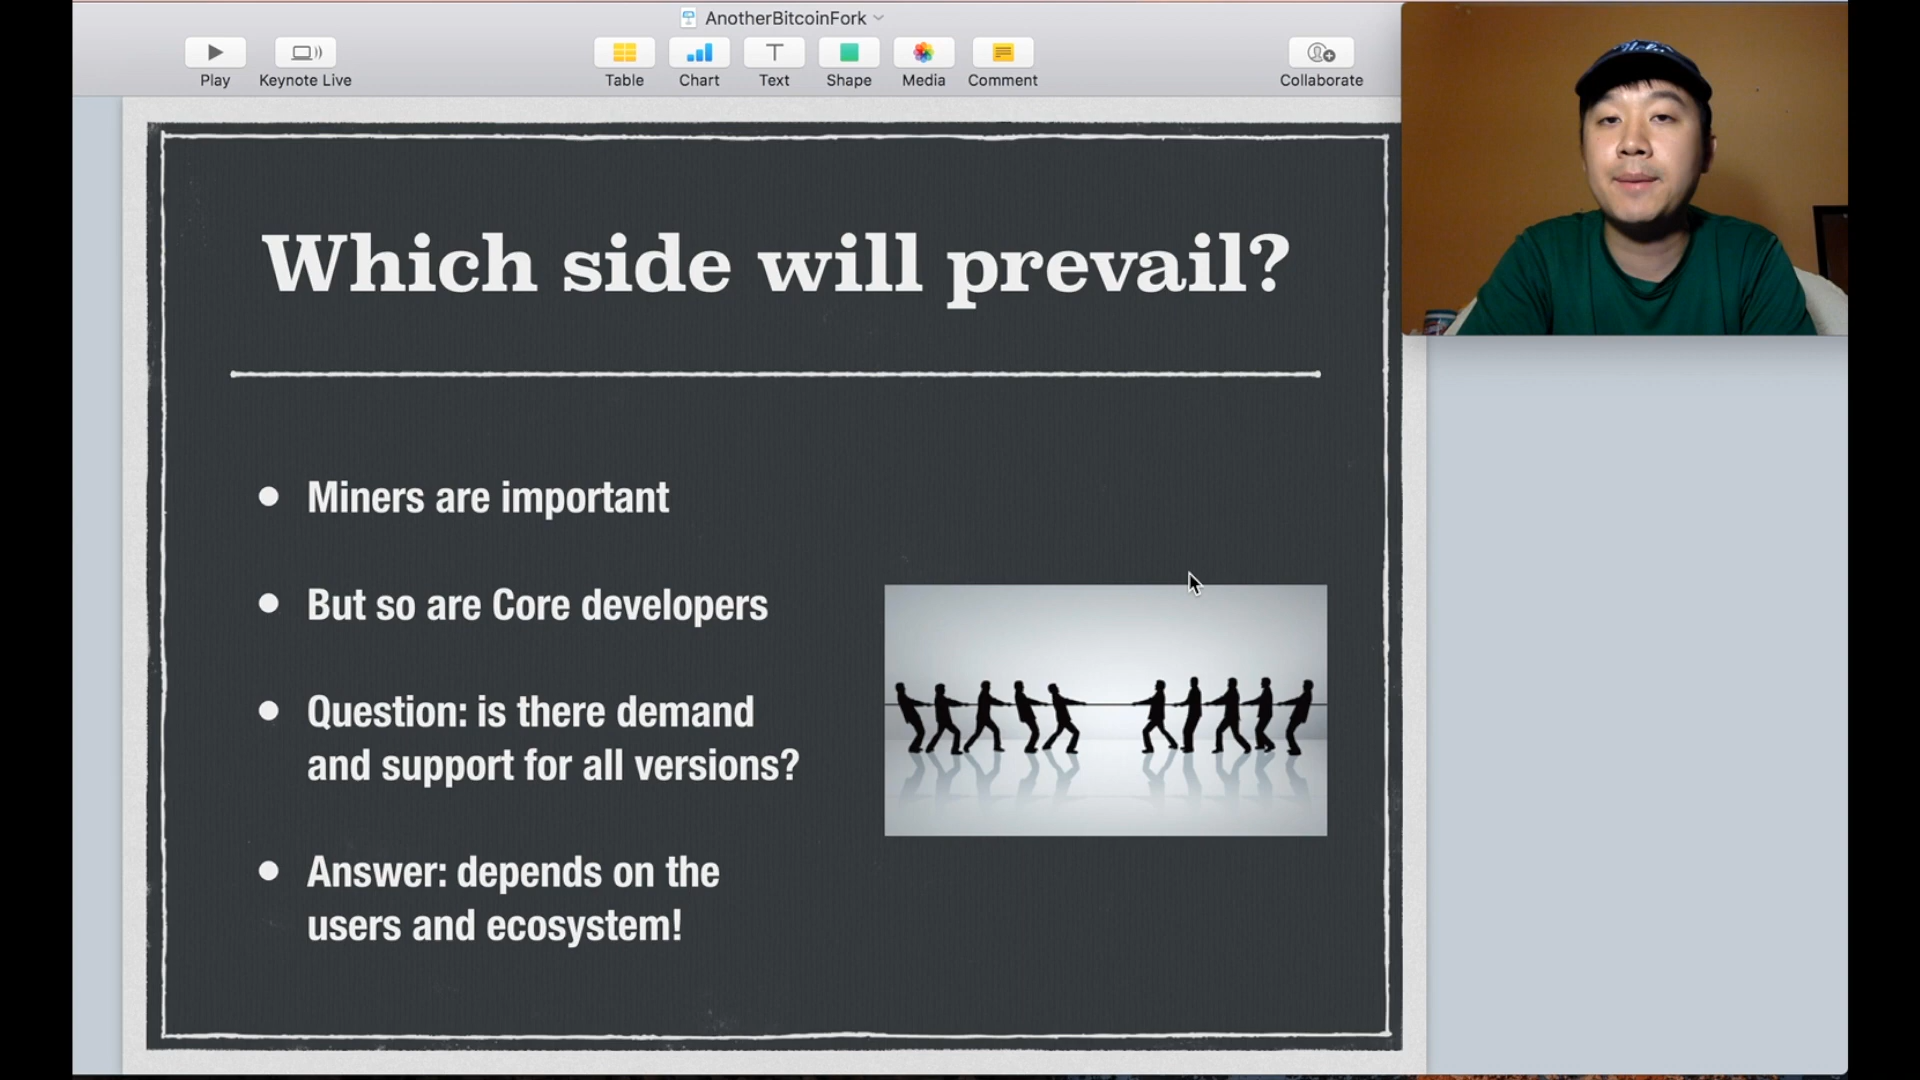 AnotherBitcoinFork
Play
Keynote Live
Table
Chart
Text
Shape
Media
Comment
Collaborate
Which side will prevail?
Miners are important
But so are Core developers
Question: is there demand
and support for all versions?
Answer: depends on the
users and ecosystem!